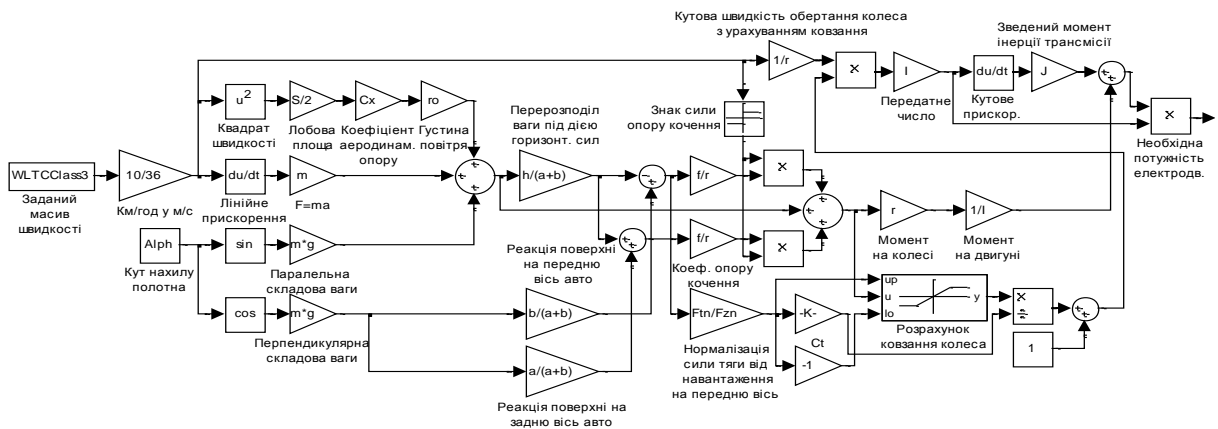 Кутова швидкість обертання колеса
з урахуванням ковзання
Зведений момент
інерції трансмісії
1/r
×
I
du/dt
J
Передатне
число
Кутове
прискор.
×
Необхідна
потужність
електродв.
u²
S/2
Cx
ro
Квадрат
швидкості
Лобова
площа
Коефіціент
аеродинам.
опору
Густина
повітря
Перерозподіл
ваги під дією
горизонт. сил
Знак сили
опору кочення
WLTCClass3
Заданий
масив
швидкості
10/36
Км/год у м/с
du/dt
Лінійне
прискорення
m
F=ma
h/(a+b)
f/r
×
f/r
×
Коеф. опору
кочення
r
Момент
на колесі
1/I
Момент
на двигуні
Alph
Кут нахилу
полотна
sin
m*g
Паралельна
складова ваги
Реакція поверхні
на передню
вісь авто
cos
m*g
Перпендикулярна
складова ваги
b/(a+b)
a/(a+b)
Реакція поверхні на
задню вісь авто
Ftn/Fzn
Нормалізація
сили тяги від
навантаження
на передню вісь
-K-
Ct
-1
up
u
lo
y
Розрахунок
ковзання колеса
×
÷
1